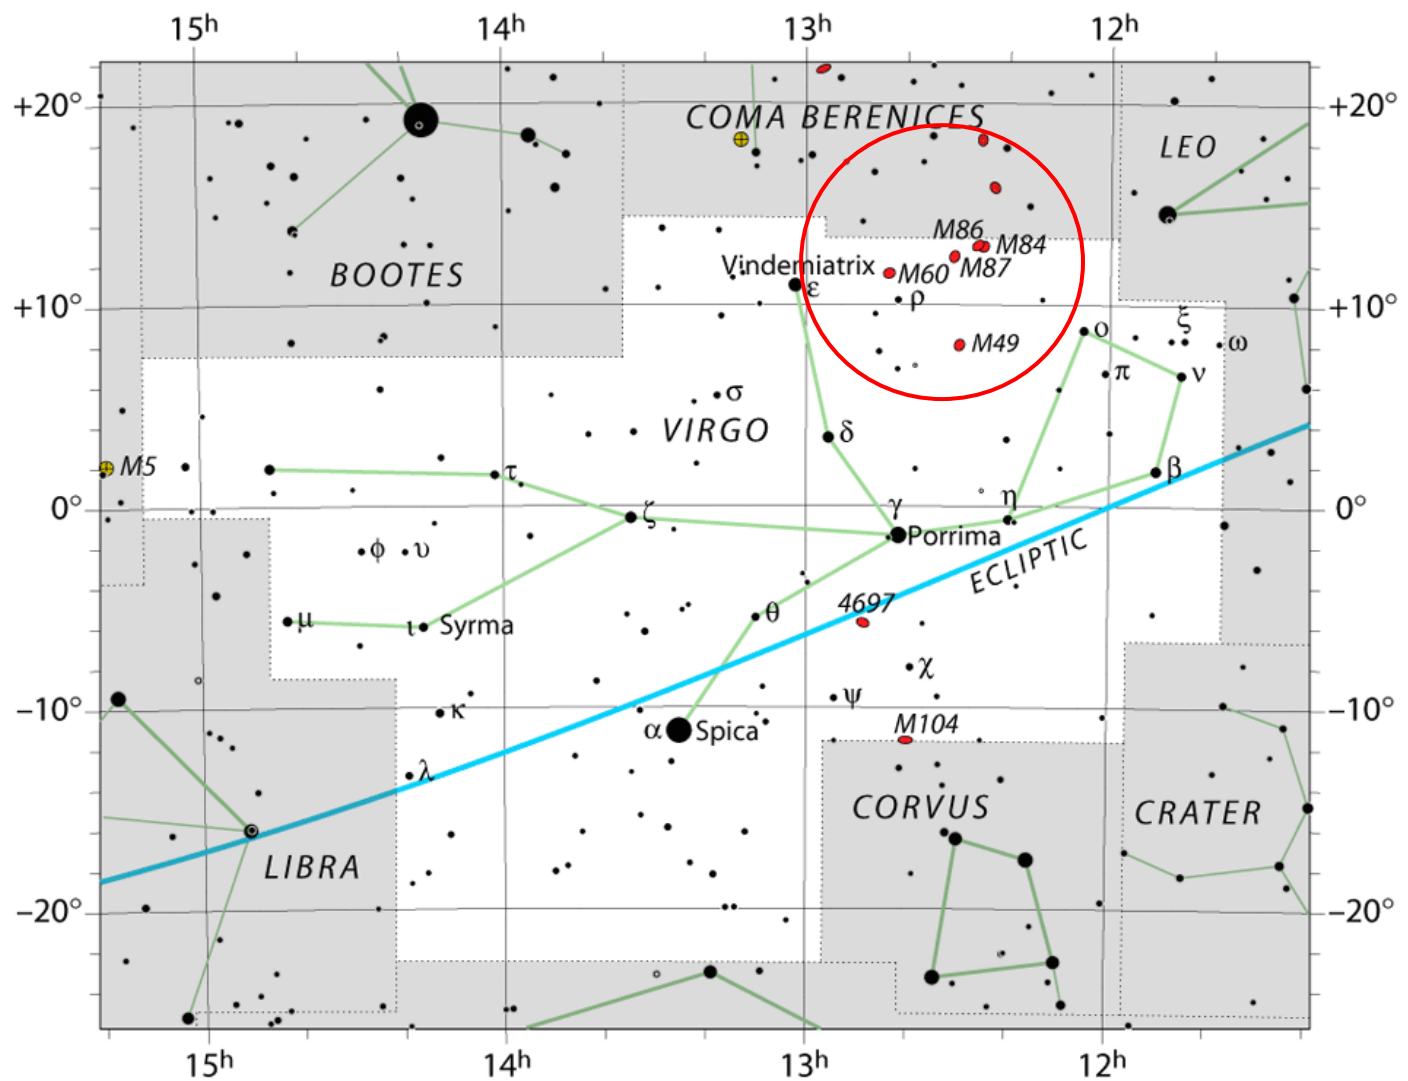 15h 14h 13h 12h
+20° COMA BERENICES +20°
LEO
M86 M84
BOOTES Vindemiatrix M60 M87
ε ρ
+10° +10°
ξ
M49 ο ω
π ν
σ
VIRGO δ
M5 τ β
0° ζ γ η 0°
Porrima
φ υ ECLIPTIC
4697
μ ι Syrma θ
χ
ψ
−10° κ −10°
α Spica M104
λ
CORVUS CRATER
LIBRA
−20° −20°
15h 14h 13h 12h